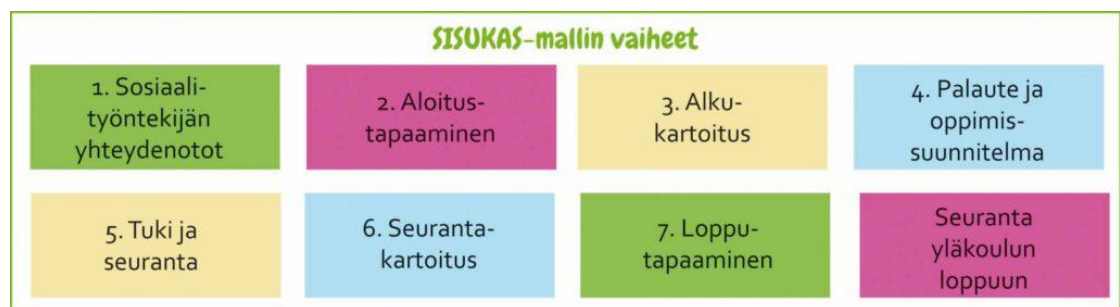 SISUKAS-mallin vaiheet
1. Sosiaali-
työntekijän
yhteydenotot
2. Aloitus-
tapaaminen
3. Alku-
kartoitus
4. Palaute ja
oppimis-
suunnitelma
5. Tuki ja
seuranta
6. Seuranta-
kartoitus
7. Loppu-
tapaaminen
Seuranta
yläkoulun
loppuun